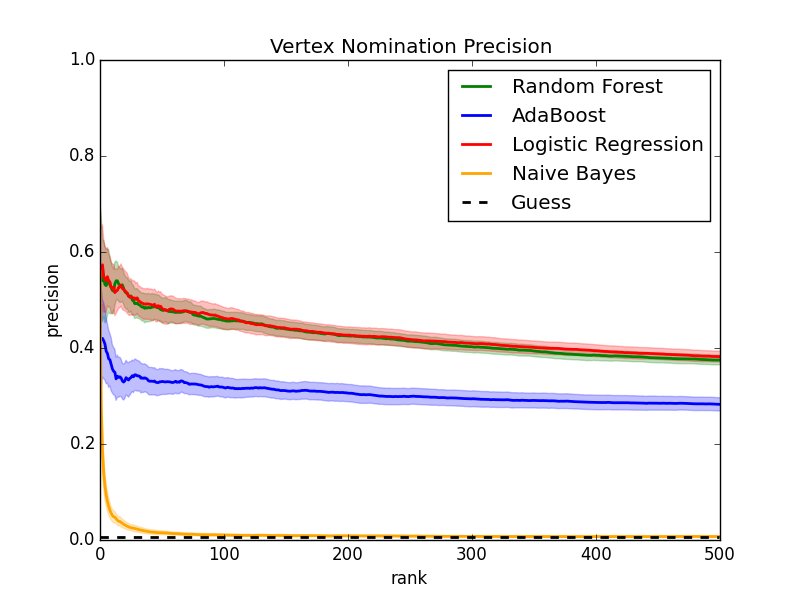 Vertex Nomination Precision
1.0
0.8
0.6
0.4
0.2
0.0
precision
Random Forest
AdaBoost
Logistic Regression
Naive Bayes
Guess
0 100 200 300 400 500
rank